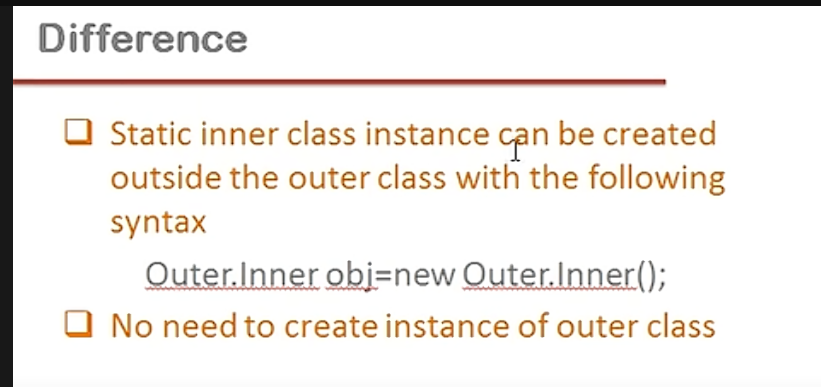 Difference
Static inner class instance can be created
outside the outer class with the following
syntax
Outer.Inner obj=new Outer.Inner();
No need to create instance of outer class